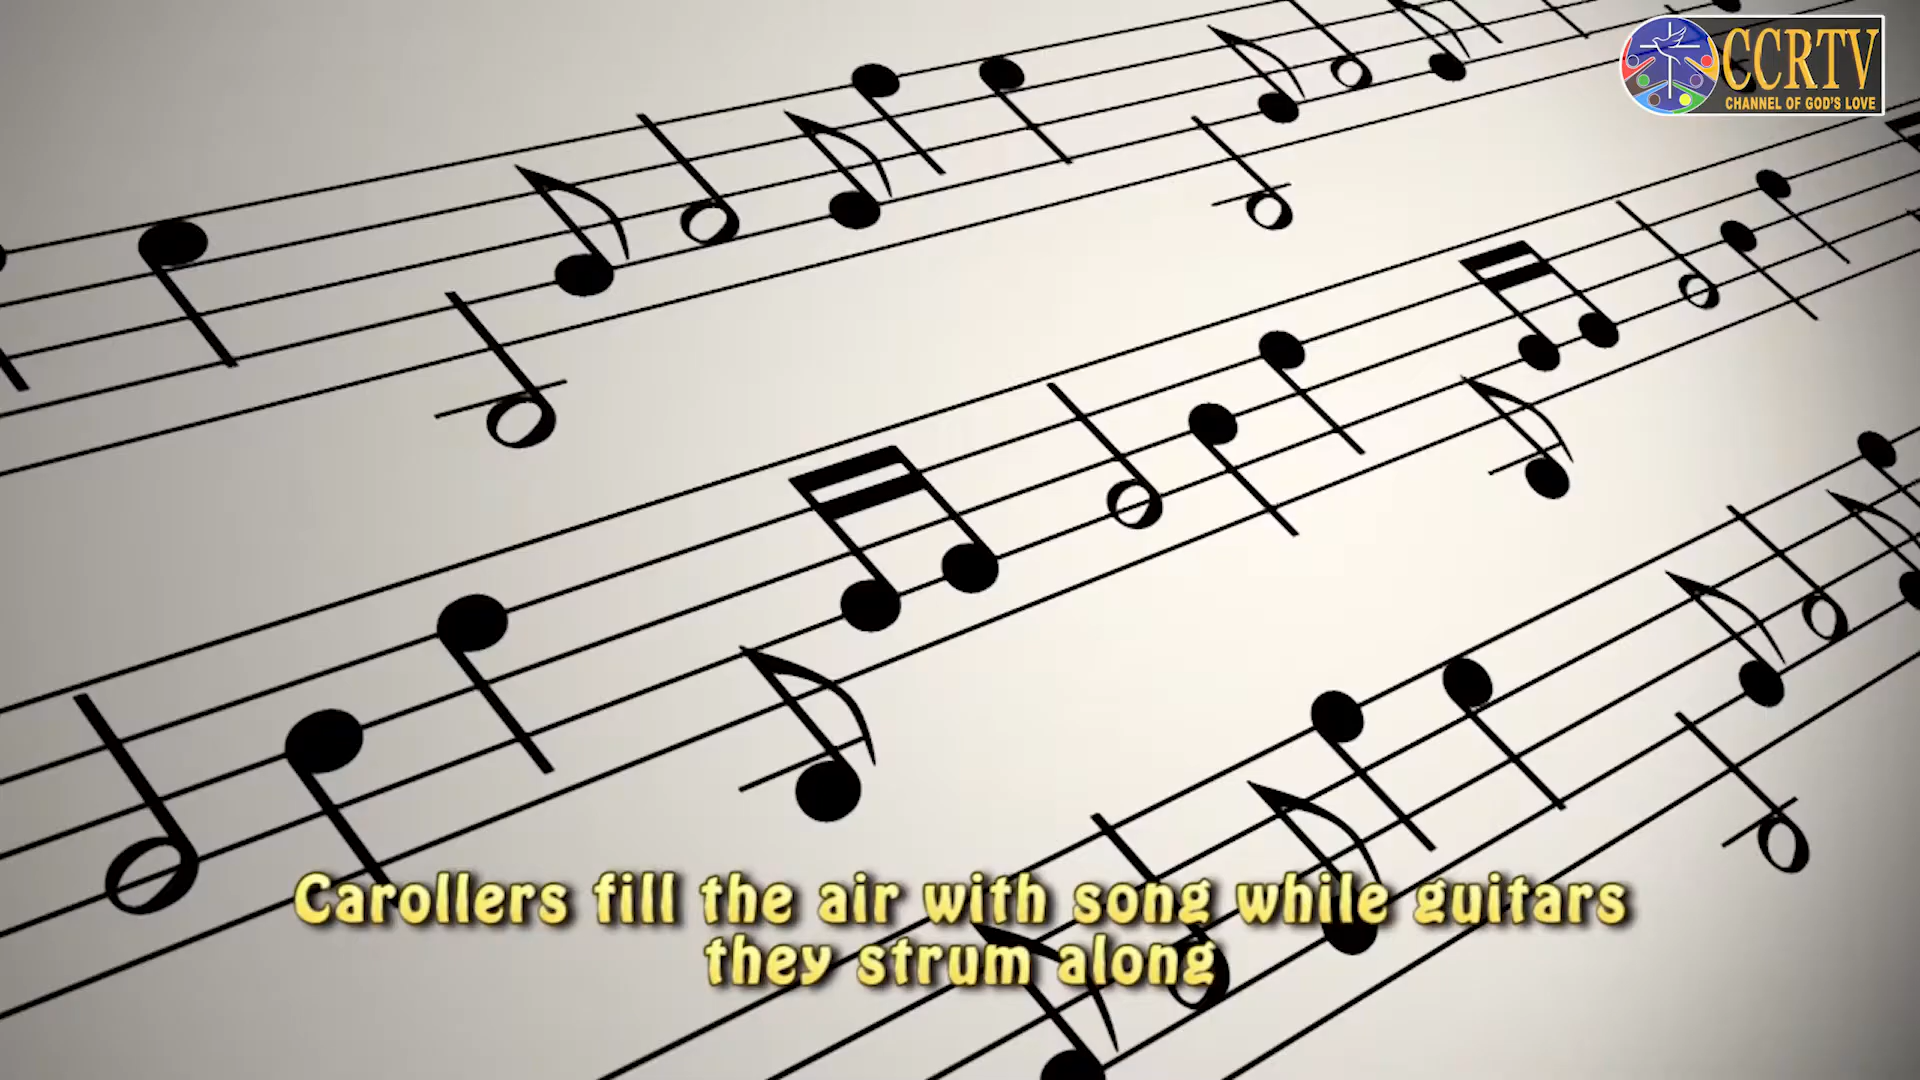 CCRTV
CHANNEL OF GOD'S LOVE
Carollers fill the air with song while guitars
they strum along